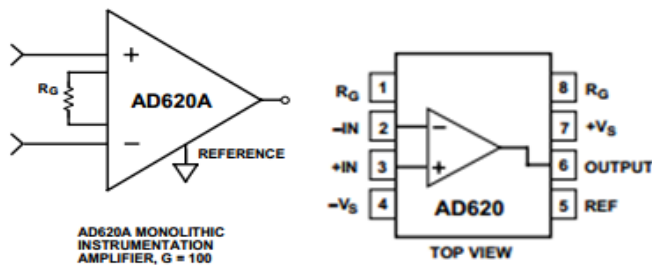 +
RG
AD620A
−
REFERENCE
AD620A MONOLITHIC
INSTRUMENTATION
AMPLIFIER, G = 100
RG 1 8 RG
–IN 2 − 7 +VS
+IN 3 + 6 OUTPUT
–VS 4 AD620 5 REF
TOP VIEW